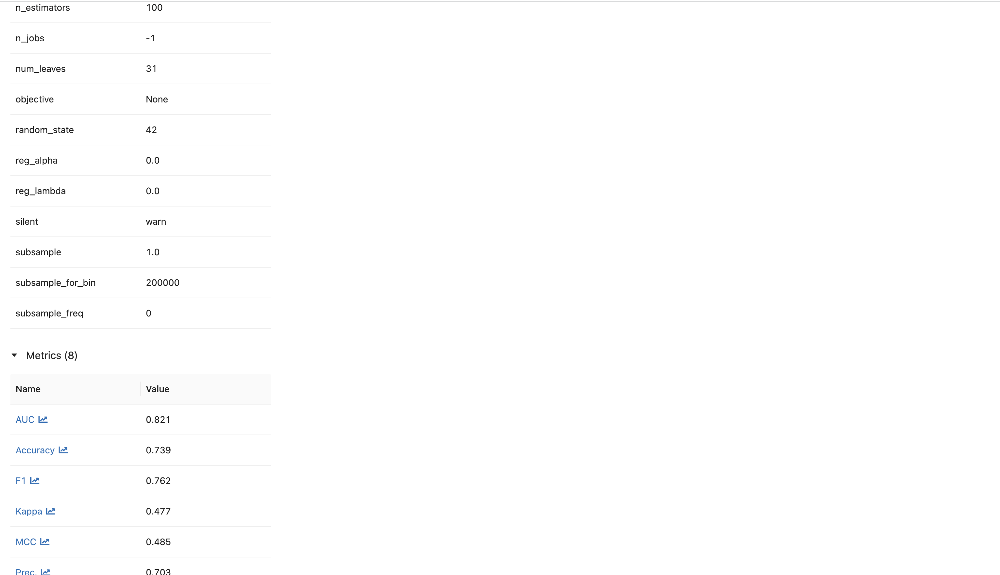 n_estimators 100
n_jobs -1
num_leaves 31
objective None
random_state 42
reg_alpha 0.0
reg_lambda 0.0
silent warn
subsample 1.0
subsample_for_bin 200000
subsample_freq 0
Metrics (8)
Name Value
AUC 0.821
Accuracy 0.739
F1 0.762
Kappa 0.477
MCC 0.485
Prec. 0.703